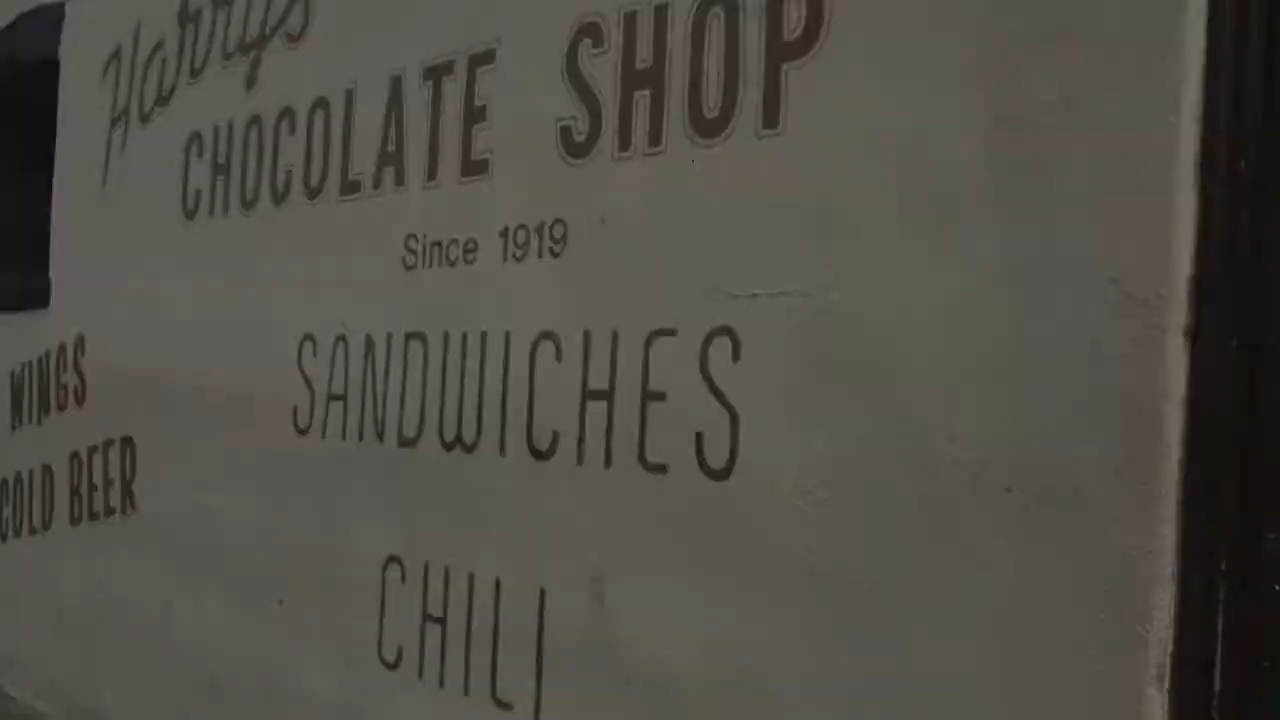 Harry's
CHOCOLATE SHOP
Since 1919
WINGS
SANDWICHES
COLD BEER
CHILI